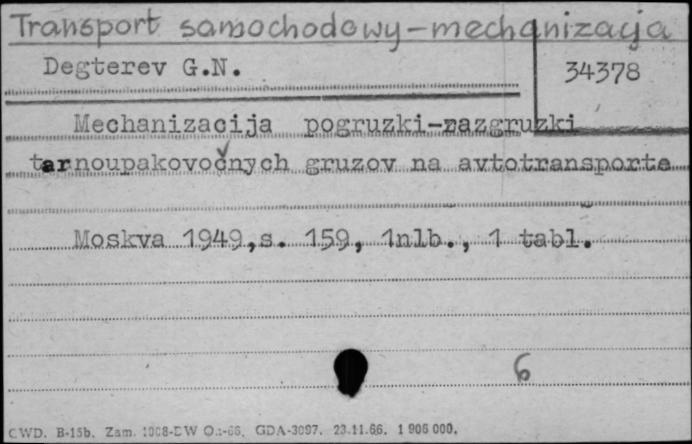 Transport samochodowy-mechanizacja
Degterev G.N.
34378
Mechanizacija pogruzki-razgruzki
tarnoupakovočnych gruzov na avtotransporte
Moskva 1949,s. 159, 1nlb., 1 tabl.
6
CWD. B-15b. Zam. 1008-DW O.-66. GDA-3097. 23.11.66. 1 906 000.